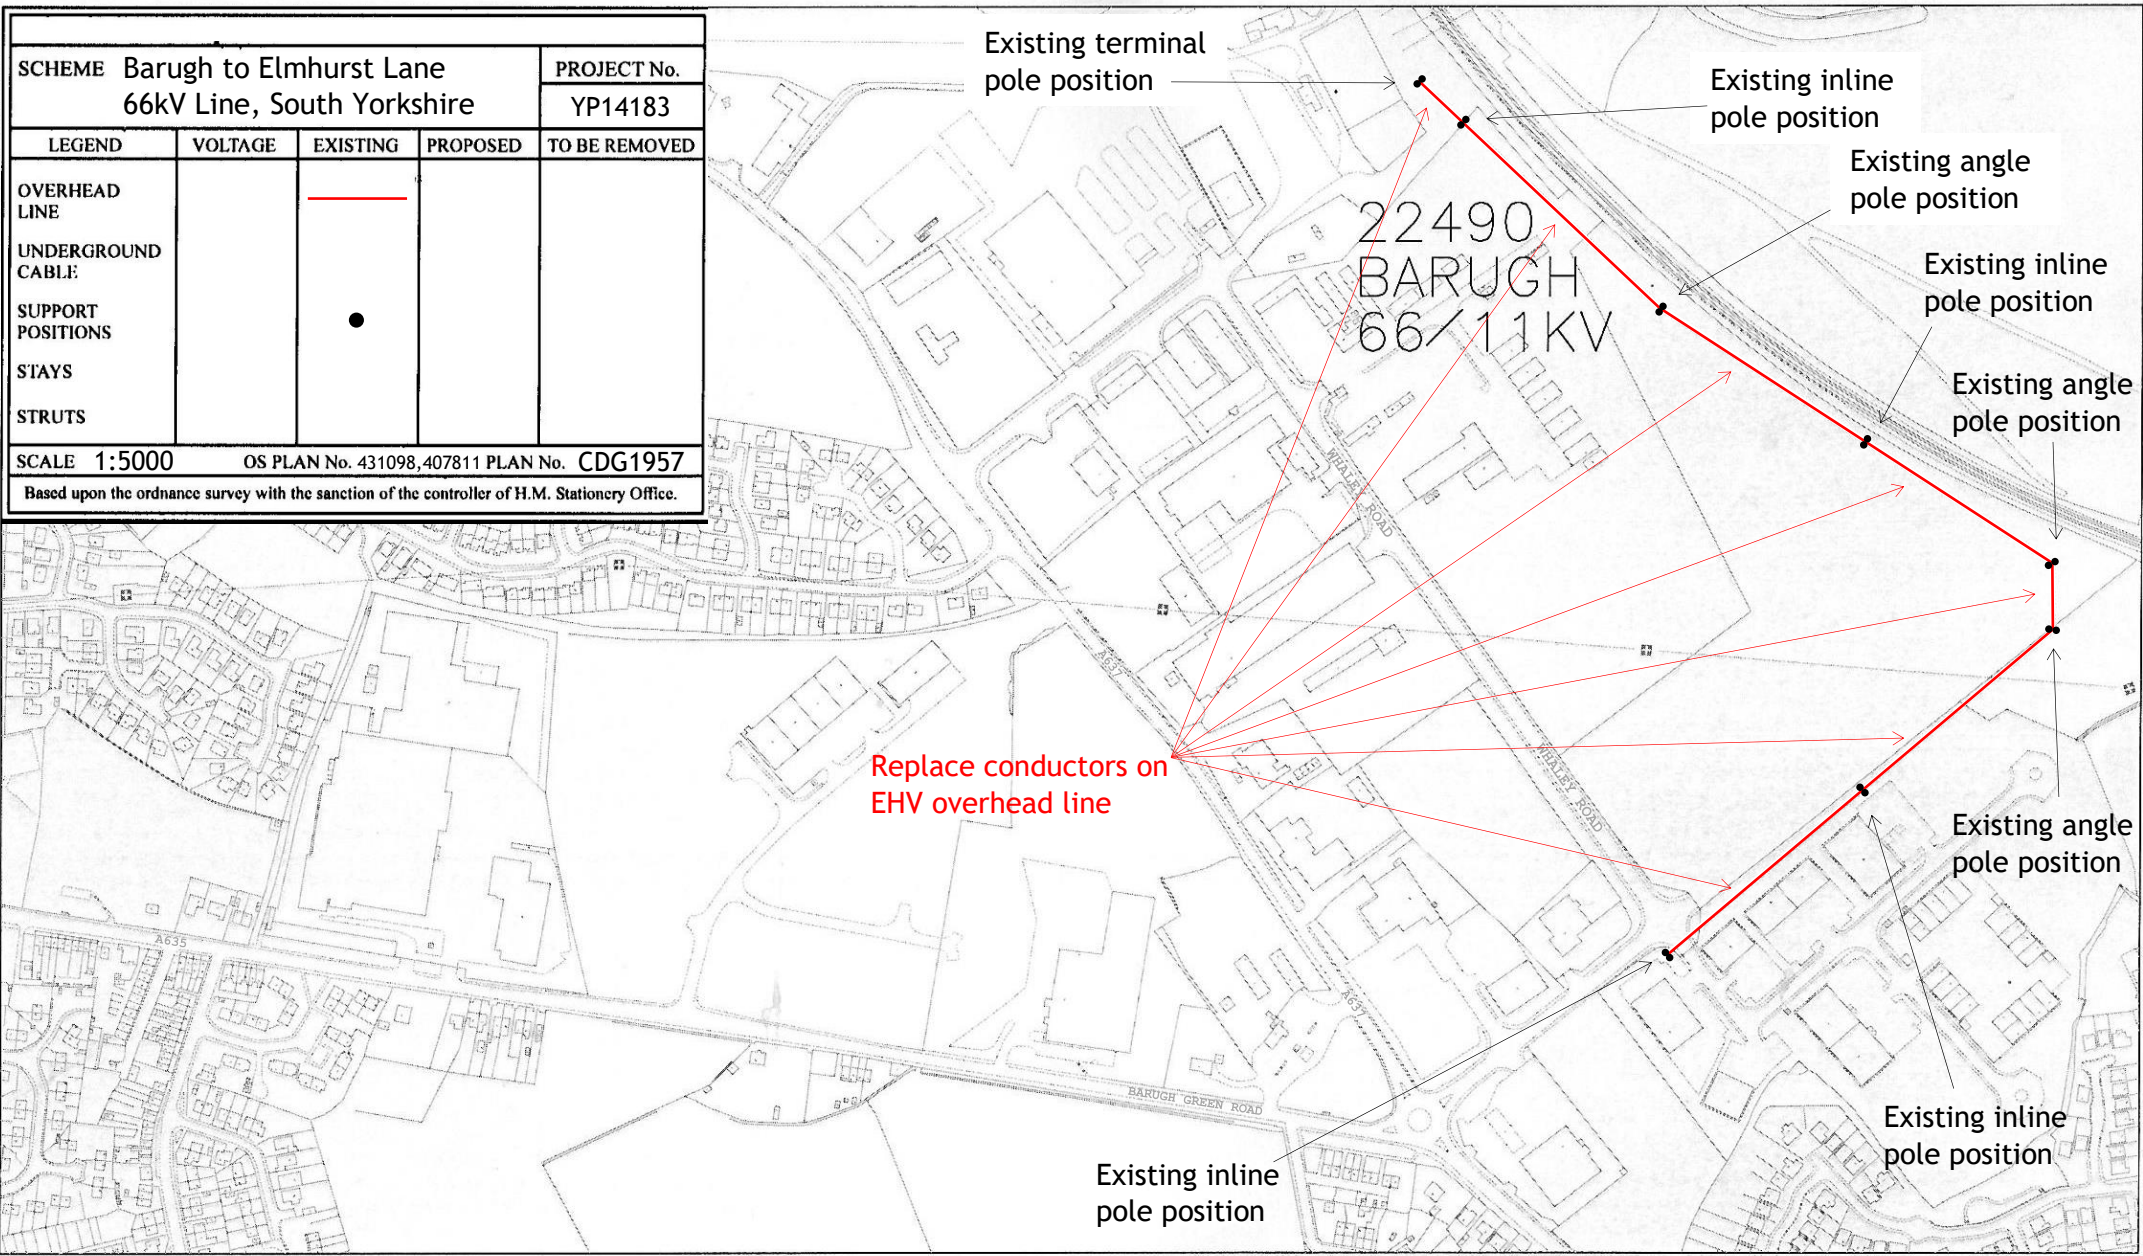 SCHEME Barugh to Elmhurst Lane
66kV Line, South Yorkshire
PROJECT No.
YP14183
LEGEND VOLTAGE EXISTING PROPOSED TO BE REMOVED
OVERHEAD
LINE
UNDERGROUND
CABLE
SUPPORT
POSITIONS
STAYS
STRUTS
SCALE 1:5000 OS PLAN No. 431098,407811 PLAN No. CDG1957
Based upon the ordnance survey with the sanction of the controller of H.M. Stationery Office.
Existing terminal
pole position
Existing inline
pole position
Existing angle
pole position
Existing inline
pole position
Existing angle
pole position
22490
BARUGH
66/11KV
WHALEY ROAD
A637
Replace conductors on
EHV overhead line
WHALEY ROAD
Existing angle
pole position
A635
A637
BARUGH GREEN ROAD
Existing inline
pole position
Existing inline
pole position